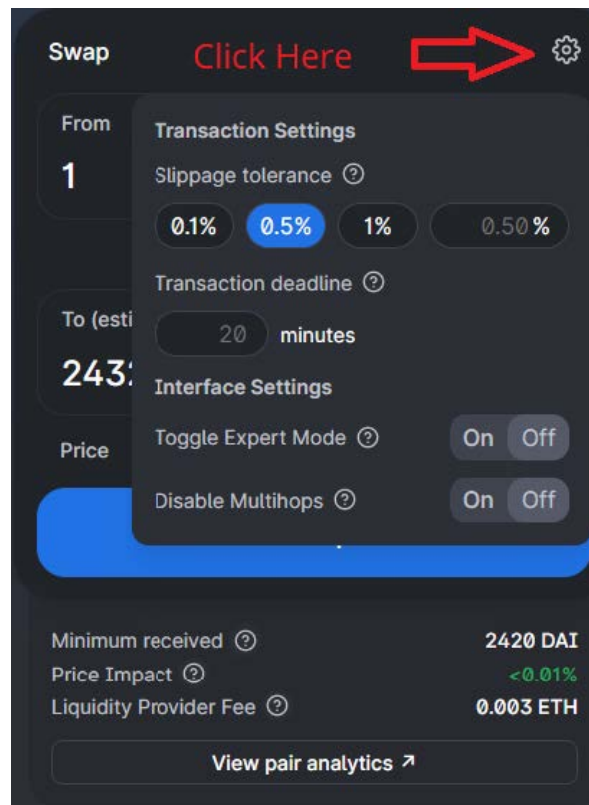 Swap Click Here
From
1
Transaction Settings
Slippage tolerance ?
0.1% 0.5% 1% 0.50 %
Transaction deadline ?
20 minutes
To (esti
243
Interface Settings
Toggle Expert Mode ? On Off
Price
Disable Multihops ? On Off
Minimum received ? 2420 DAI
Price Impact ? <0.01%
Liquidity Provider Fee ? 0.003 ETH
View pair analytics ↗